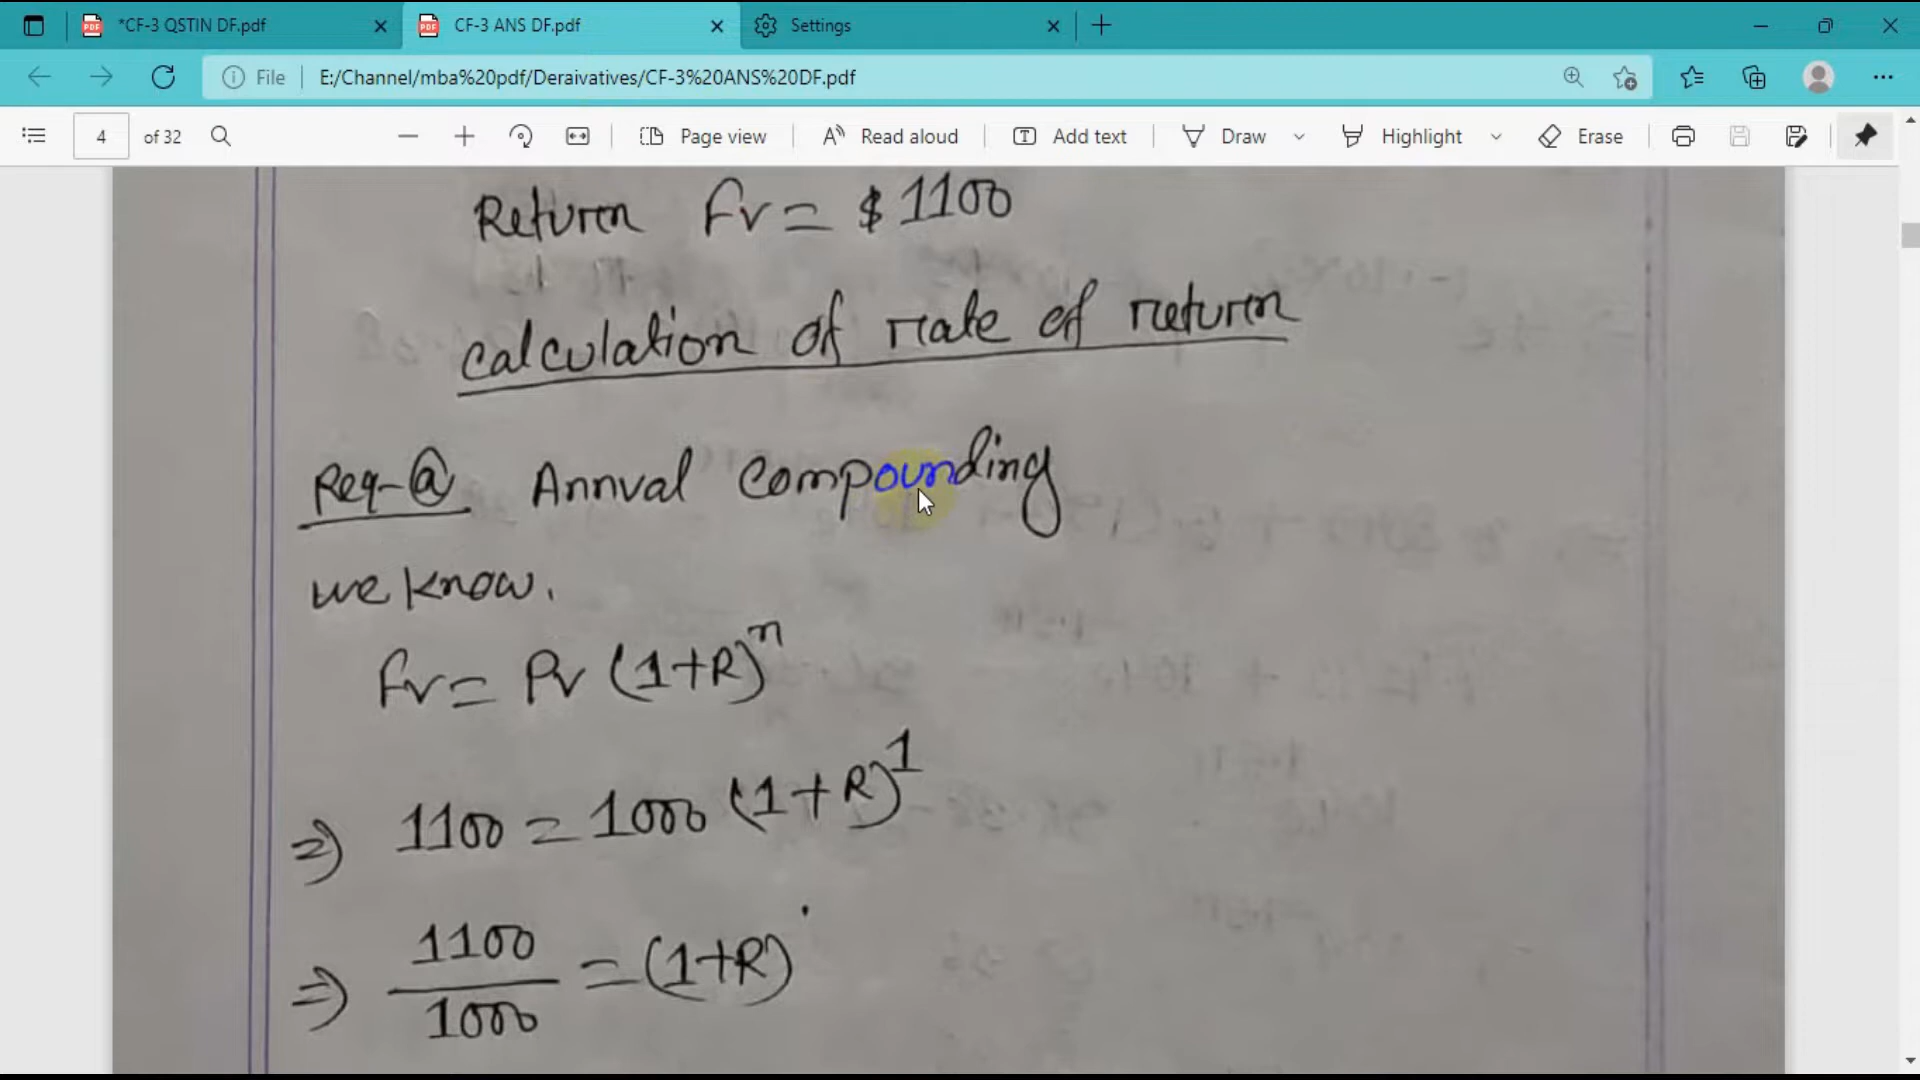 *CF-3 QSTIN DF.pdf
CF-3 ANS DF.pdf
Settings
File
E:/Channel/mba%20pdf/Deraivatives/CF-3%20ANS%20DF.pdf
4 of 32
Page view
Read aloud
Add text
Draw
Highlight
Erase
Return FV = $ 1100
calculation of rate of return
Req-ⓐ Annual compounding
we know.
FV = PV (1+R)^n
⇒ 1100 = 1000 (1+R)^1
⇒ 1100/1000 = (1+R)